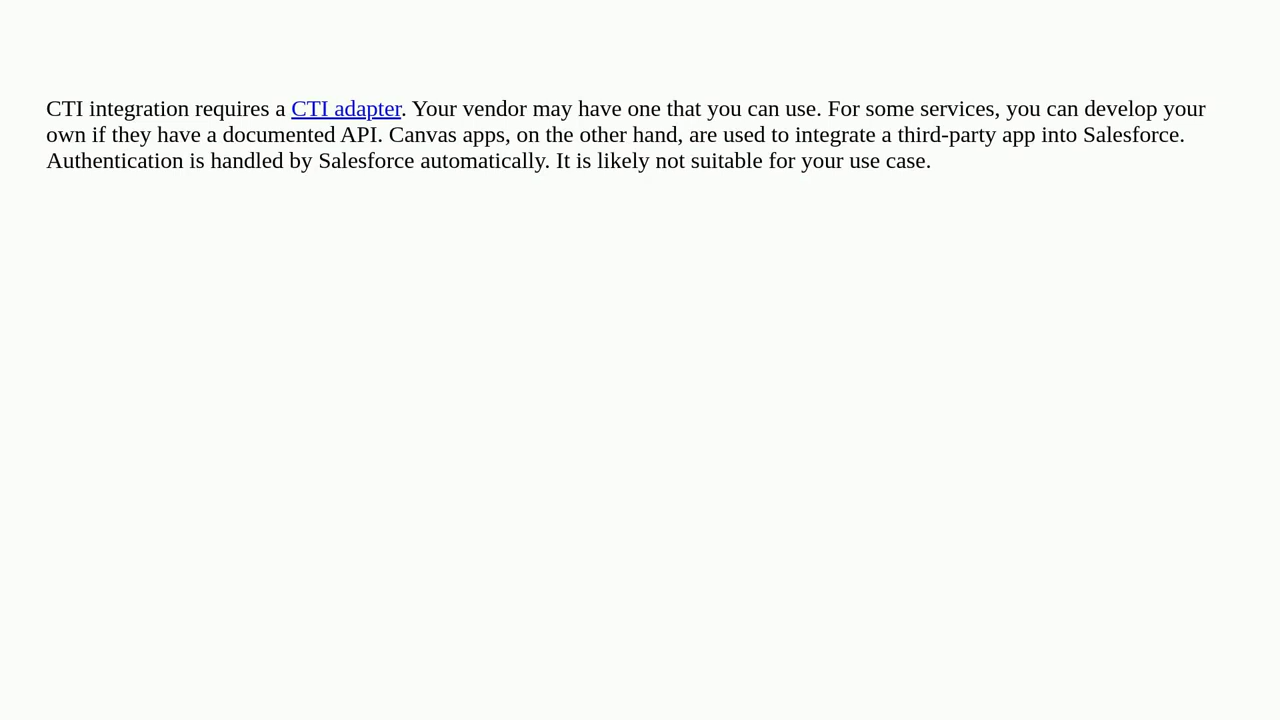 CTI integration requires a CTI adapter. Your vendor may have one that you can use. For some services, you can develop your
own if they have a documented API. Canvas apps, on the other hand, are used to integrate a third-party app into Salesforce.
Authentication is handled by Salesforce automatically. It is likely not suitable for your use case.